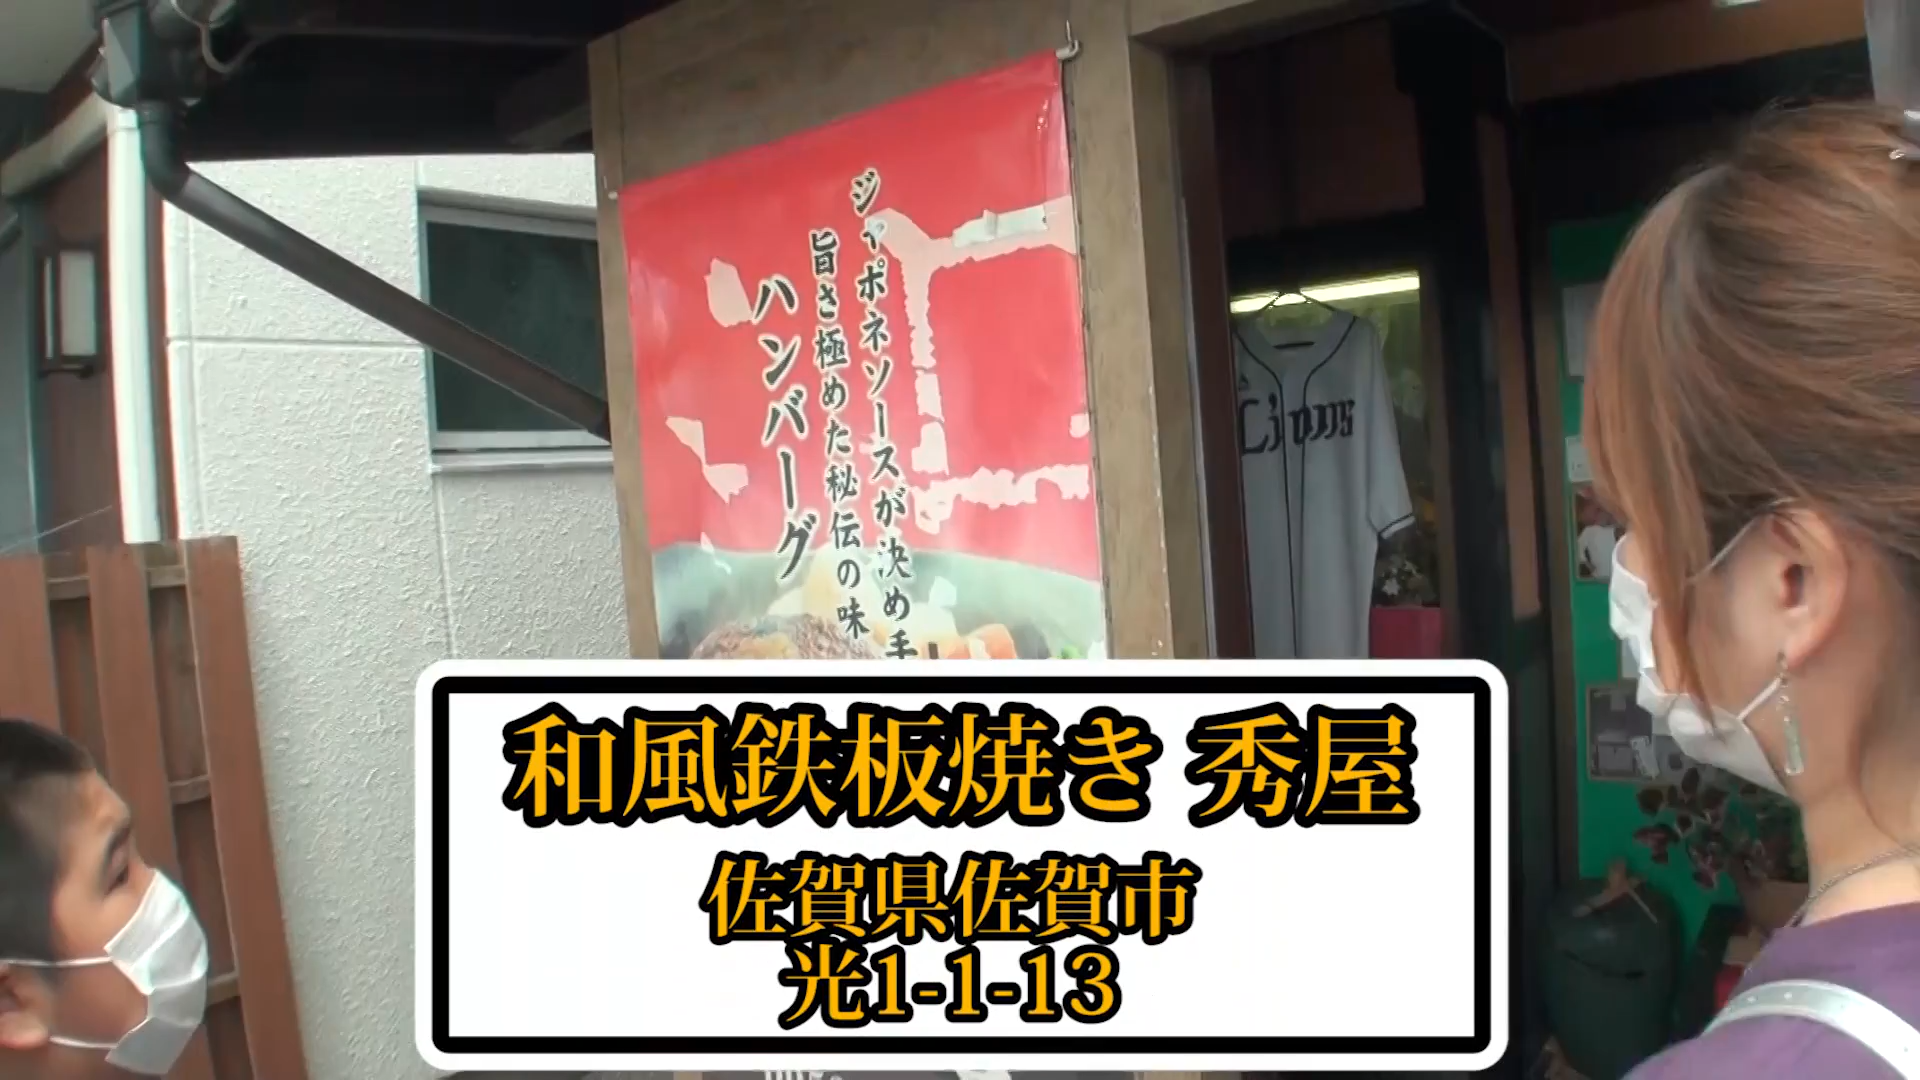 ジャポネソースが決め手
旨さ極めた秘伝の味
ハンバーグ
Lions
和風鉄板焼き 秀屋
佐賀県佐賀市
光1-1-13